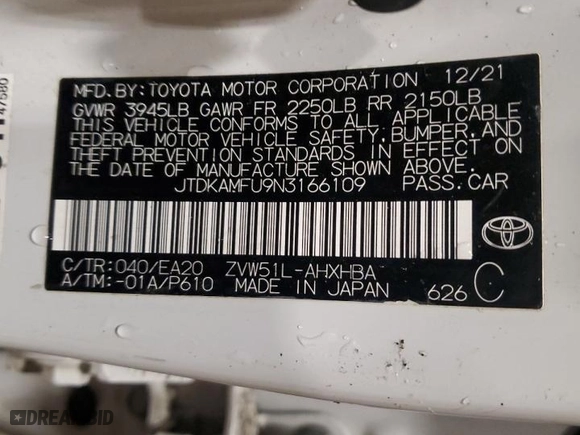 MFD.BY:TOYOTA MOTOR CORPORATION 12/21
GVWR 3945LB GAWR FR 2250LB RR 2150LB
THIS VEHICLE CONFORMS TO ALL APPLICABLE
FEDERAL MOTOR VEHICLE SAFETY,BUMPER,AND
THEFT PREVENTION STANDARDS IN EFFECT ON
THE DATE OF MANUFACTURE SHOWN ABOVE.
JTDKAMFU9N3166109 PASS.CAR
C/TR:040/EA20 ZVW51L-AHXHBA
A/TM:-01A/P610 MADE IN JAPAN 626 C
47580
DREAMBID